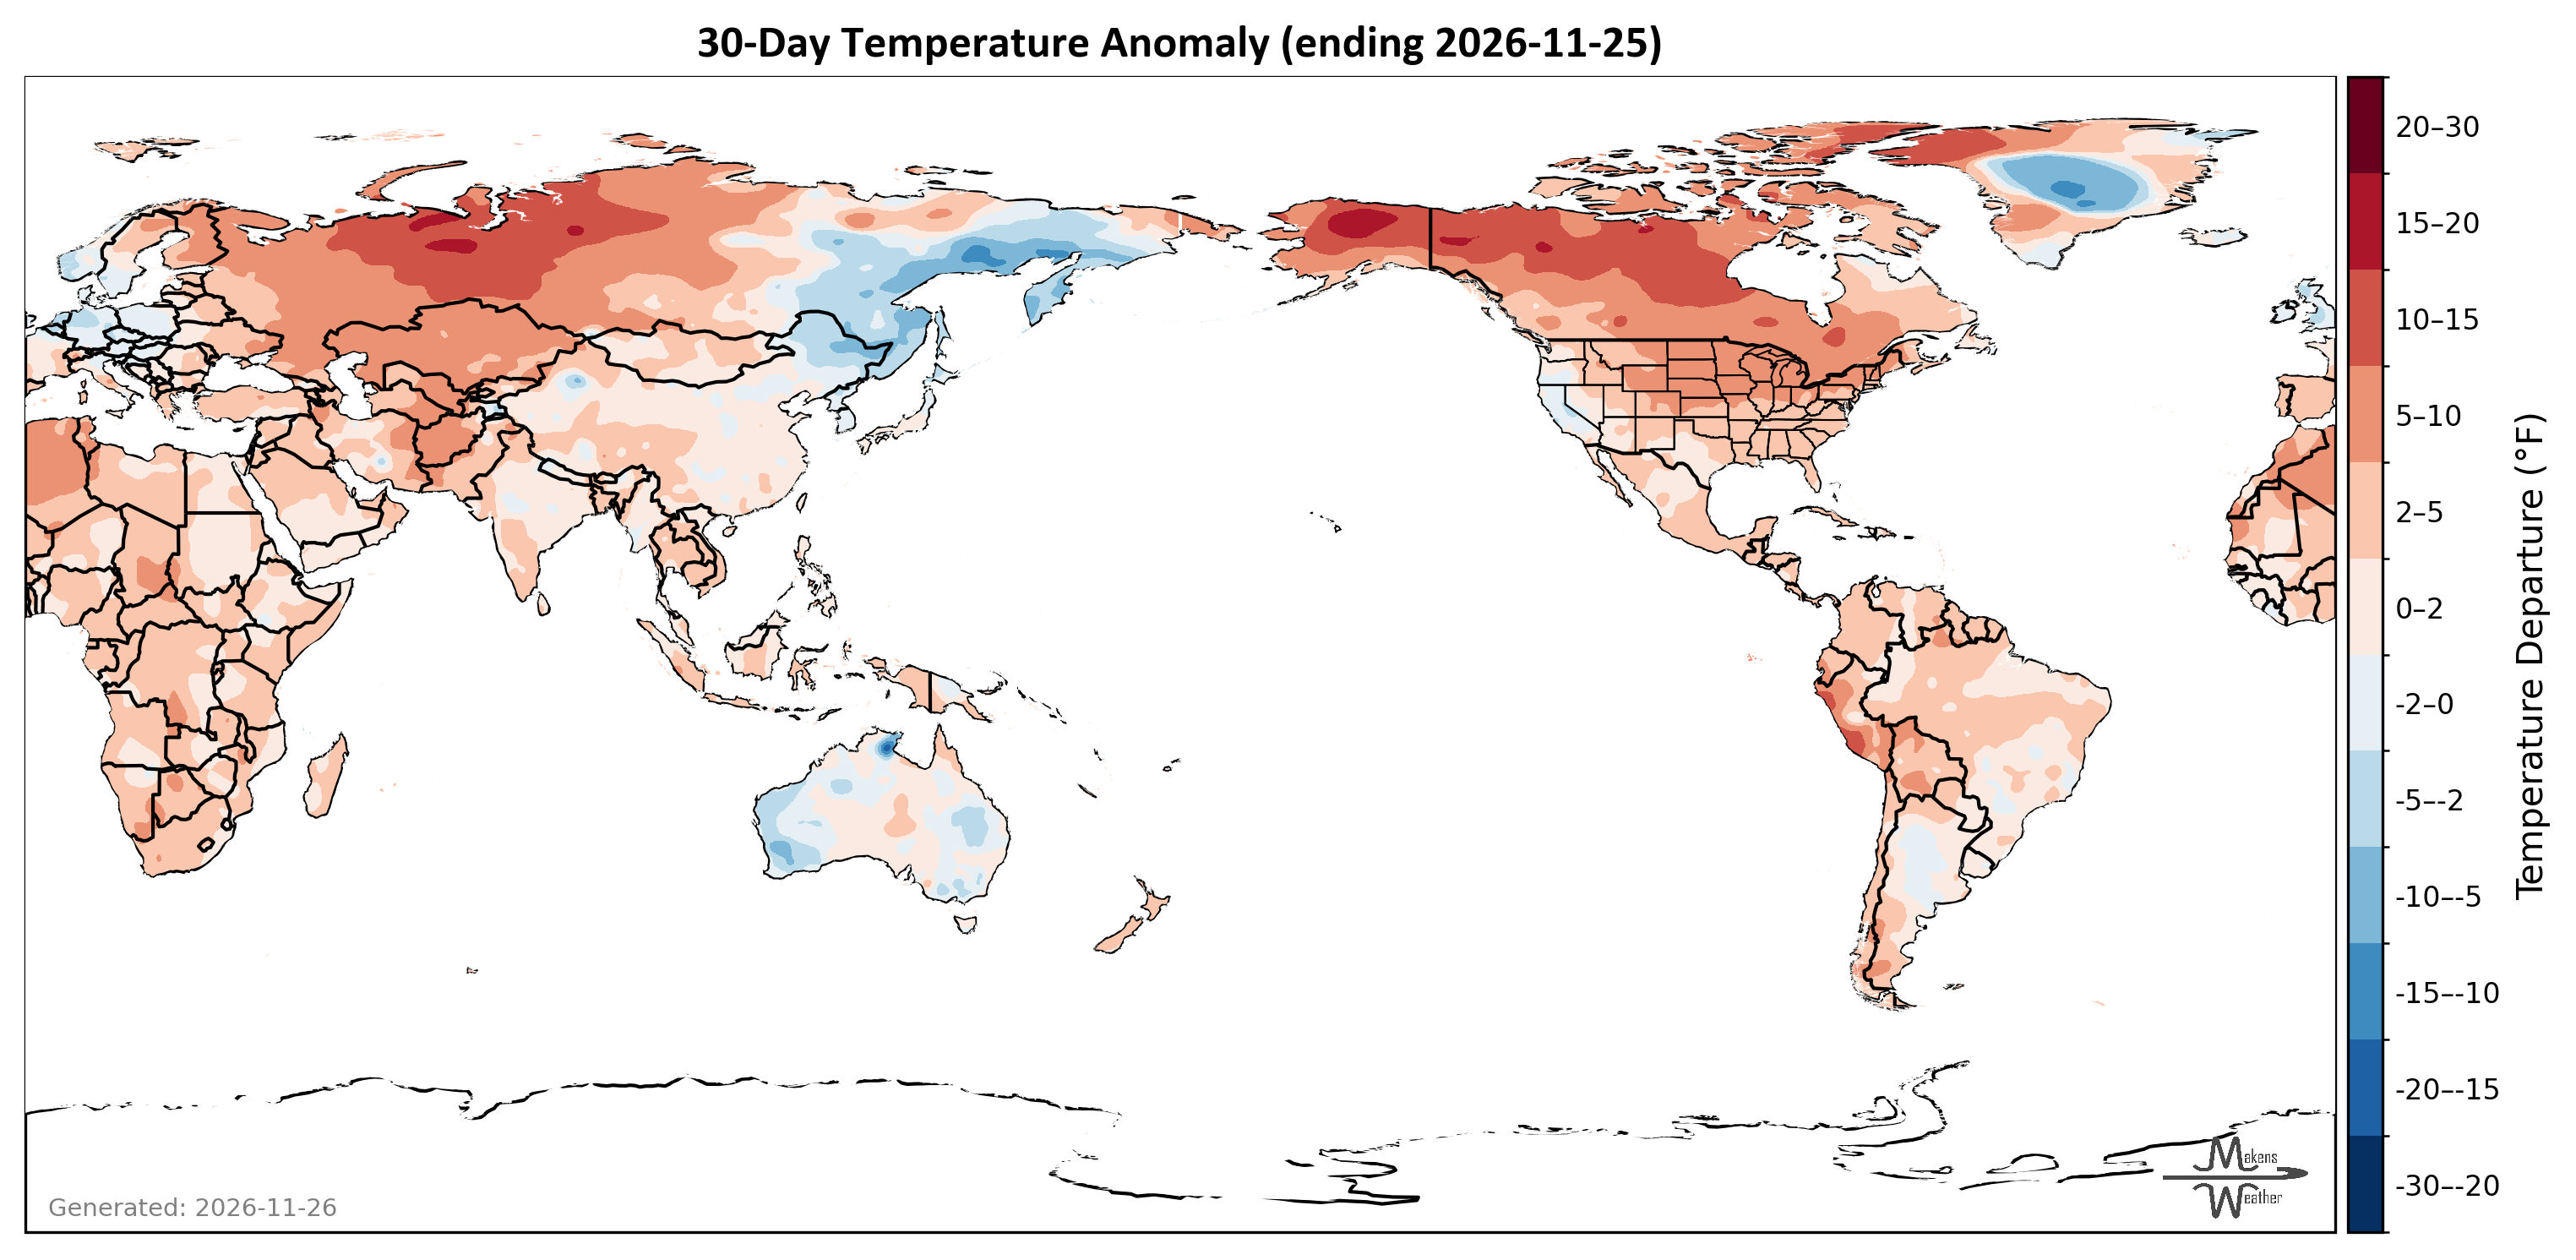 30-Day Temperature Anomaly (ending 2026-11-25)
20–30
15–20
10–15
5–10
2–5
0–2
-2–0
-5–-2
-10–-5
-15–-10
-20–-15
-30–-20
Temperature Departure (°F)
Generated: 2026-11-26
Makens
Weather